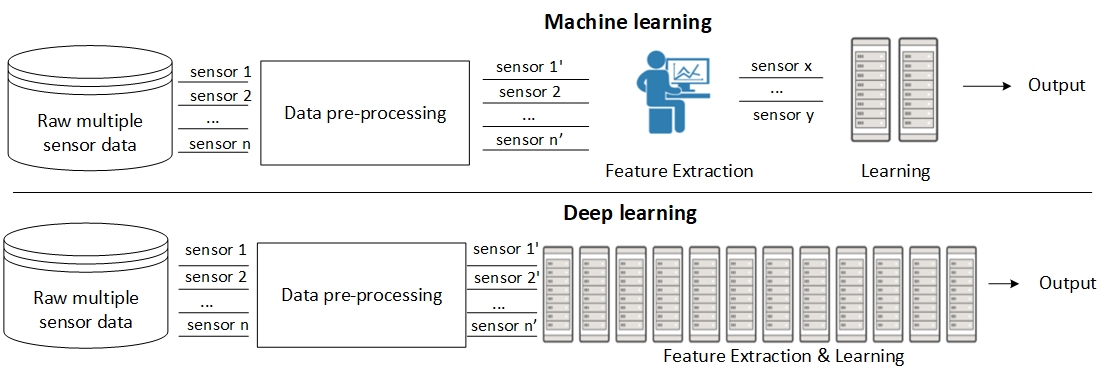 Machine learning
Raw multiple
sensor data
sensor 1
sensor 2
...
sensor n
Data pre-processing
sensor 1'
sensor 2
...
sensor n’
Feature Extraction
sensor x
...
sensor y
Learning
Output
Deep learning
Raw multiple
sensor data
sensor 1
sensor 2
...
sensor n
Data pre-processing
sensor 1'
sensor 2'
...
sensor n’
Feature Extraction & Learning
Output